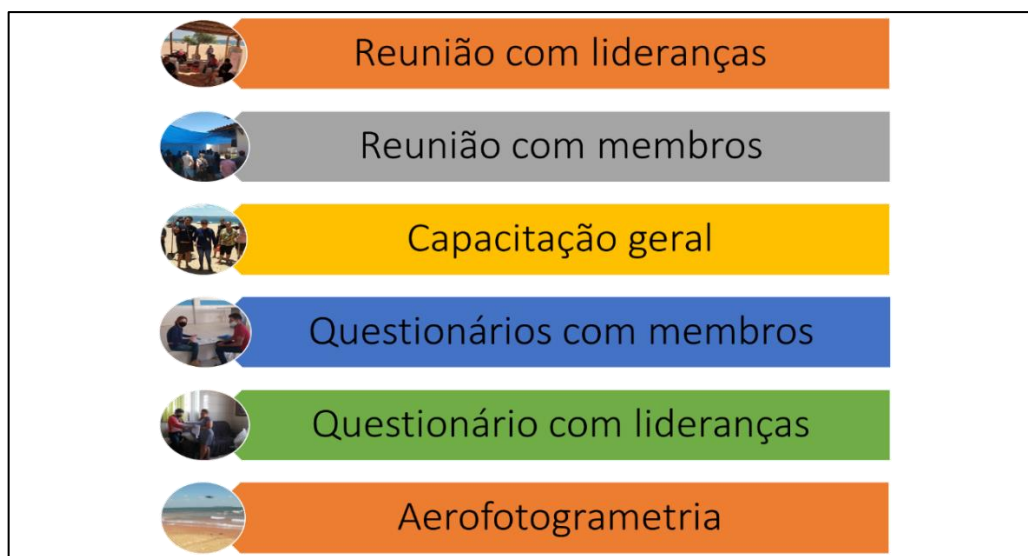 Reunião com lideranças
Reunião com membros
Capacitação geral
Questionários com membros
Questionário com lideranças
Aerofotogrametria